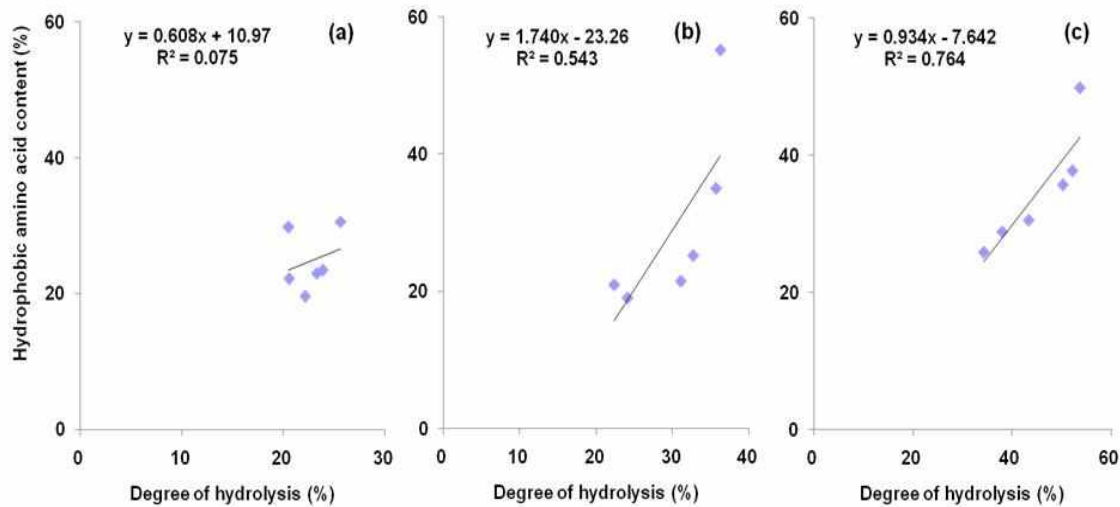 Hydrophobic amino acid content (%)
60
40
20
0
y = 0.608x + 10.97
R² = 0.075
(a)
0 10 20 30
Degree of hydrolysis (%)
60
40
20
0
y = 1.740x - 23.26
R² = 0.543
(b)
0 10 20 30 40
Degree of hydrolysis (%)
60
40
20
0
y = 0.934x - 7.642
R² = 0.764
(c)
0 20 40 60
Degree of hydrolysis (%)